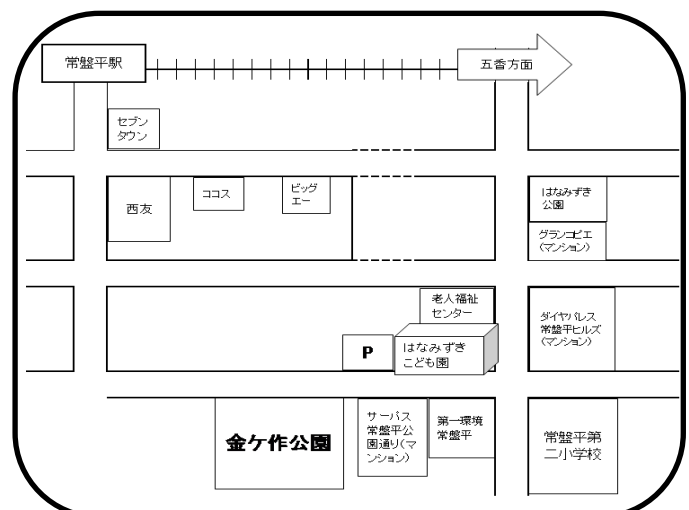 常盤平駅
五香方面
セブン
タウン
西友
ココス
ビッグ
エー
はなみずき
公園
グランコピエ
(マンション)
老人福祉
センター
ダイヤパレス
常盤平ヒルズ
(マンション)
P
はなみずき
こども園
金ケ作公園
サーパス
常盤平公
園通り(マ
ンション)
第一環境
常盤平
常盤平第
二小学校